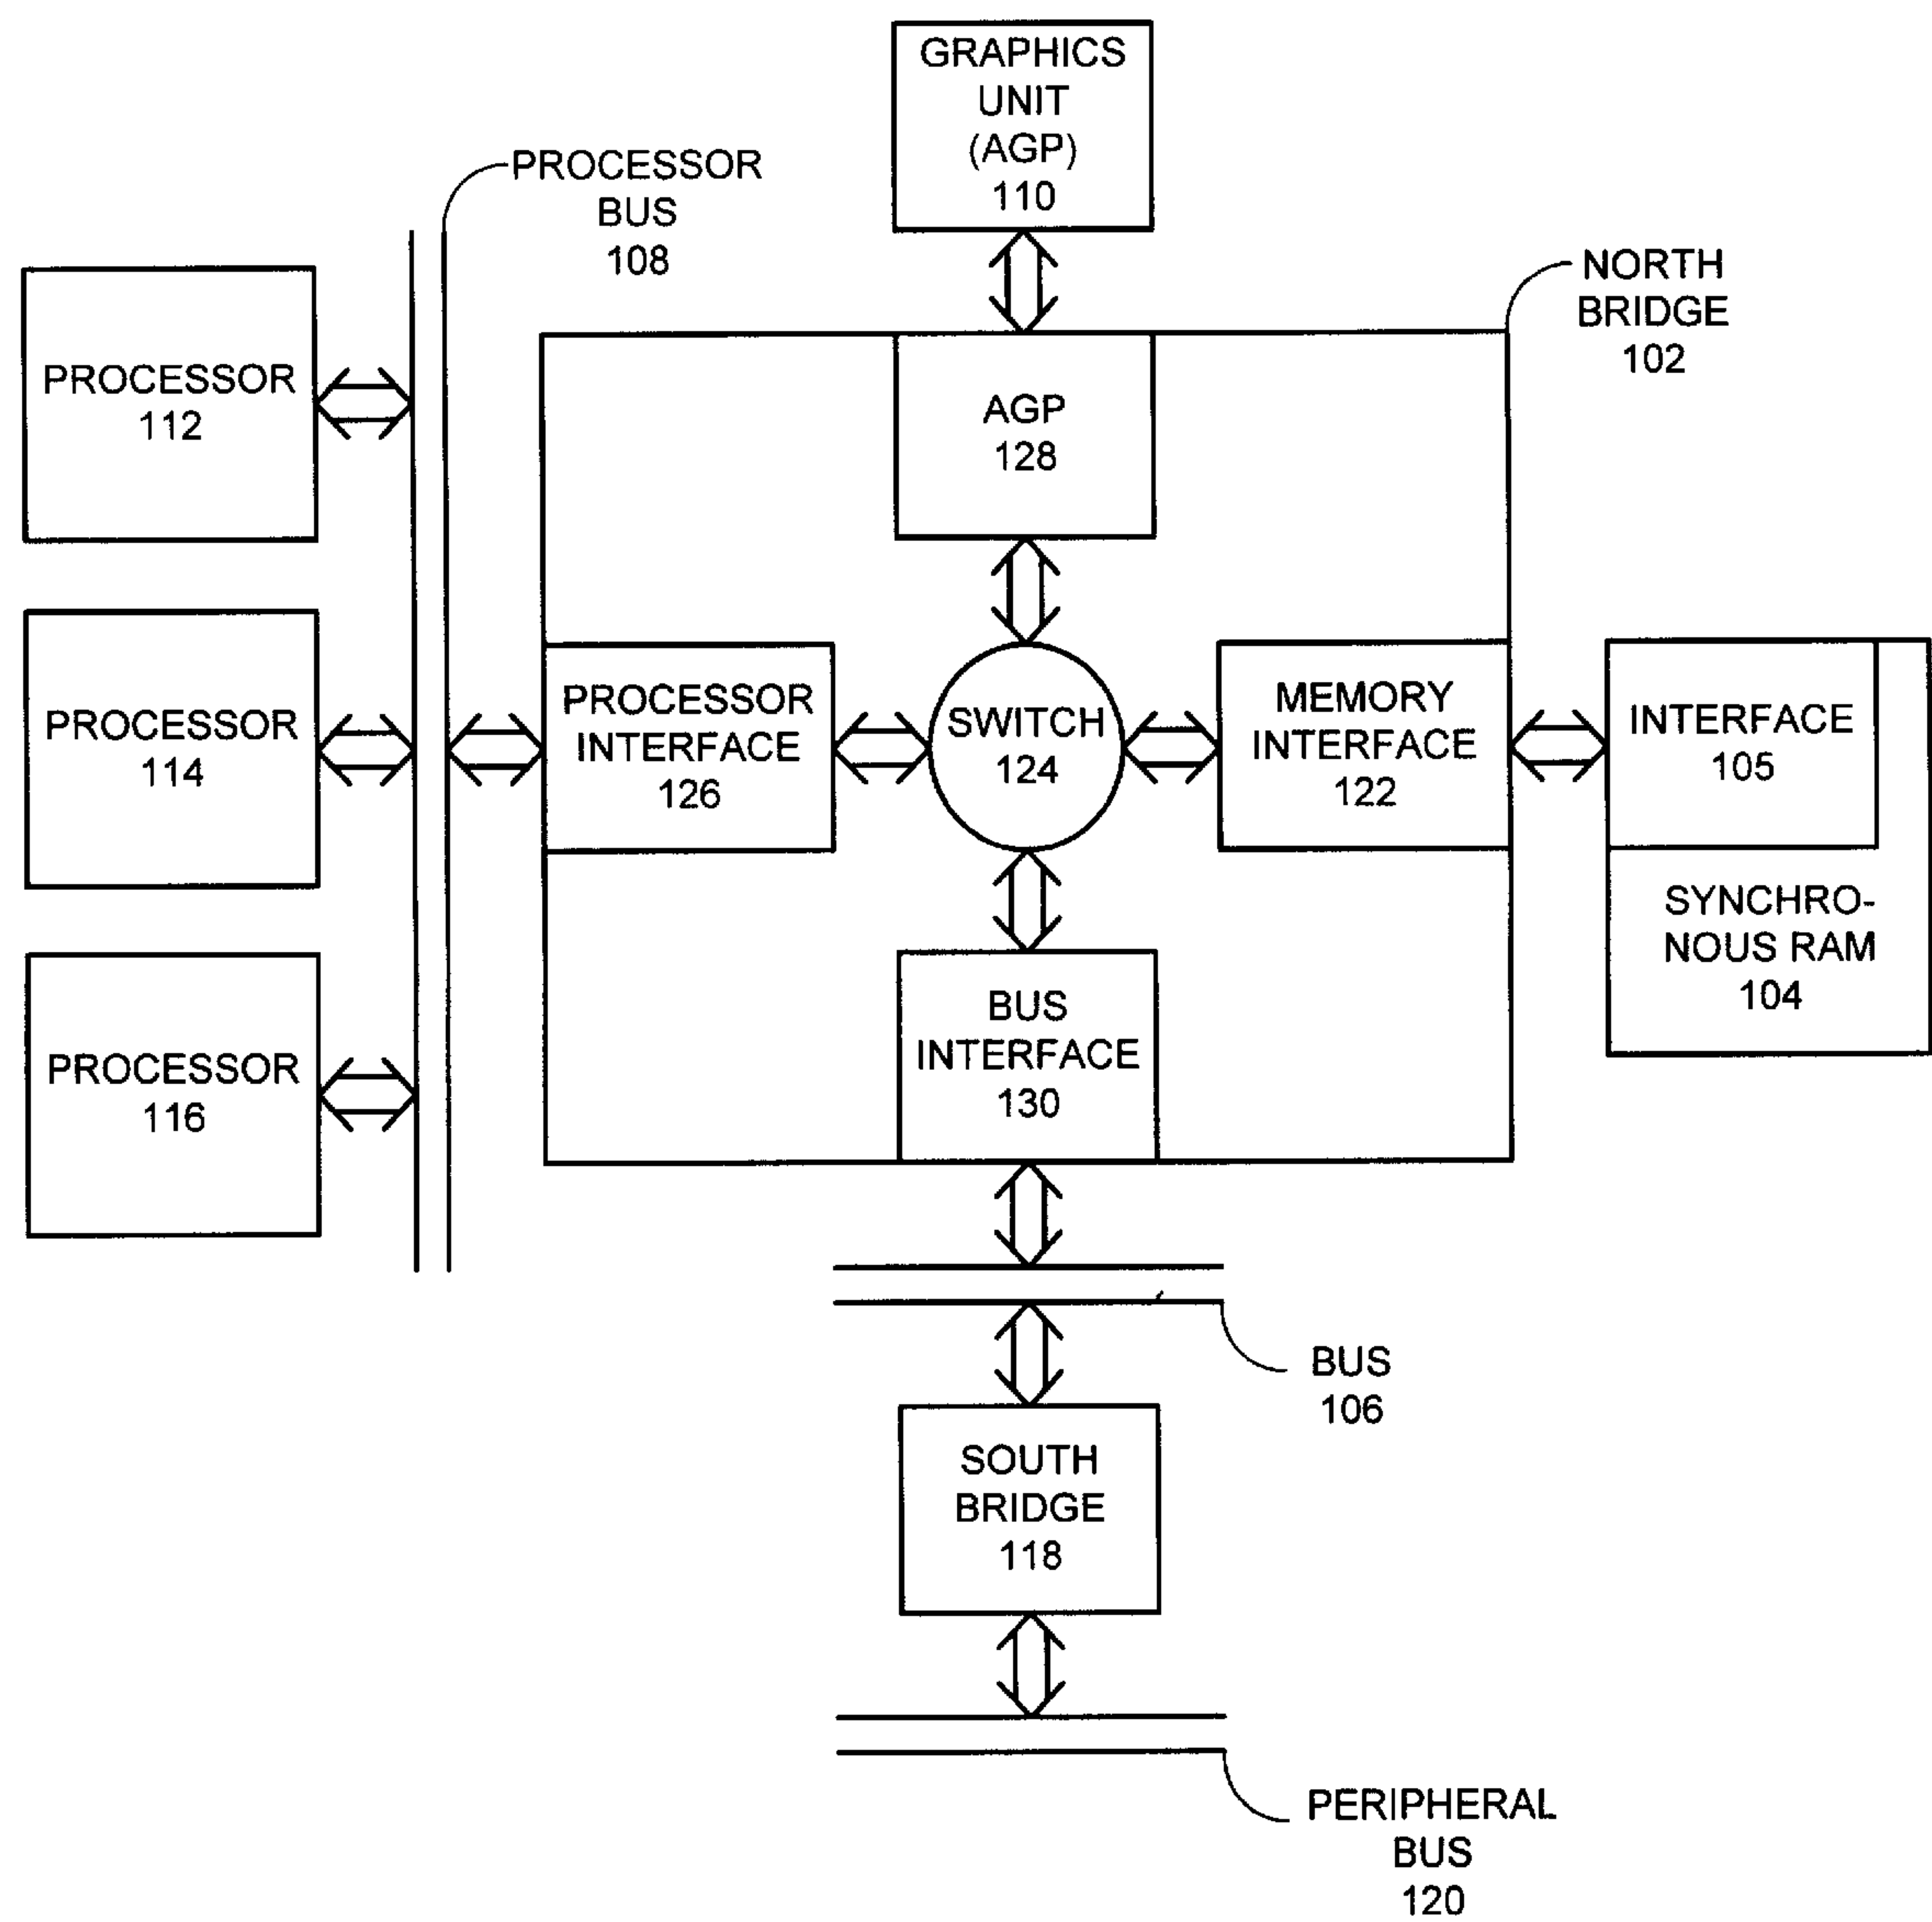 GRAPHICS
UNIT
(AGP)
110
PROCESSOR
BUS
108
NORTH
BRIDGE
102
PROCESSOR
112
AGP
128
PROCESSOR
114
PROCESSOR
INTERFACE
126
SWITCH
124
MEMORY
INTERFACE
122
INTERFACE
105
SYNCHRO-
NOUS RAM
104
PROCESSOR
116
BUS
INTERFACE
130
BUS
106
SOUTH
BRIDGE
118
PERIPHERAL
BUS
120